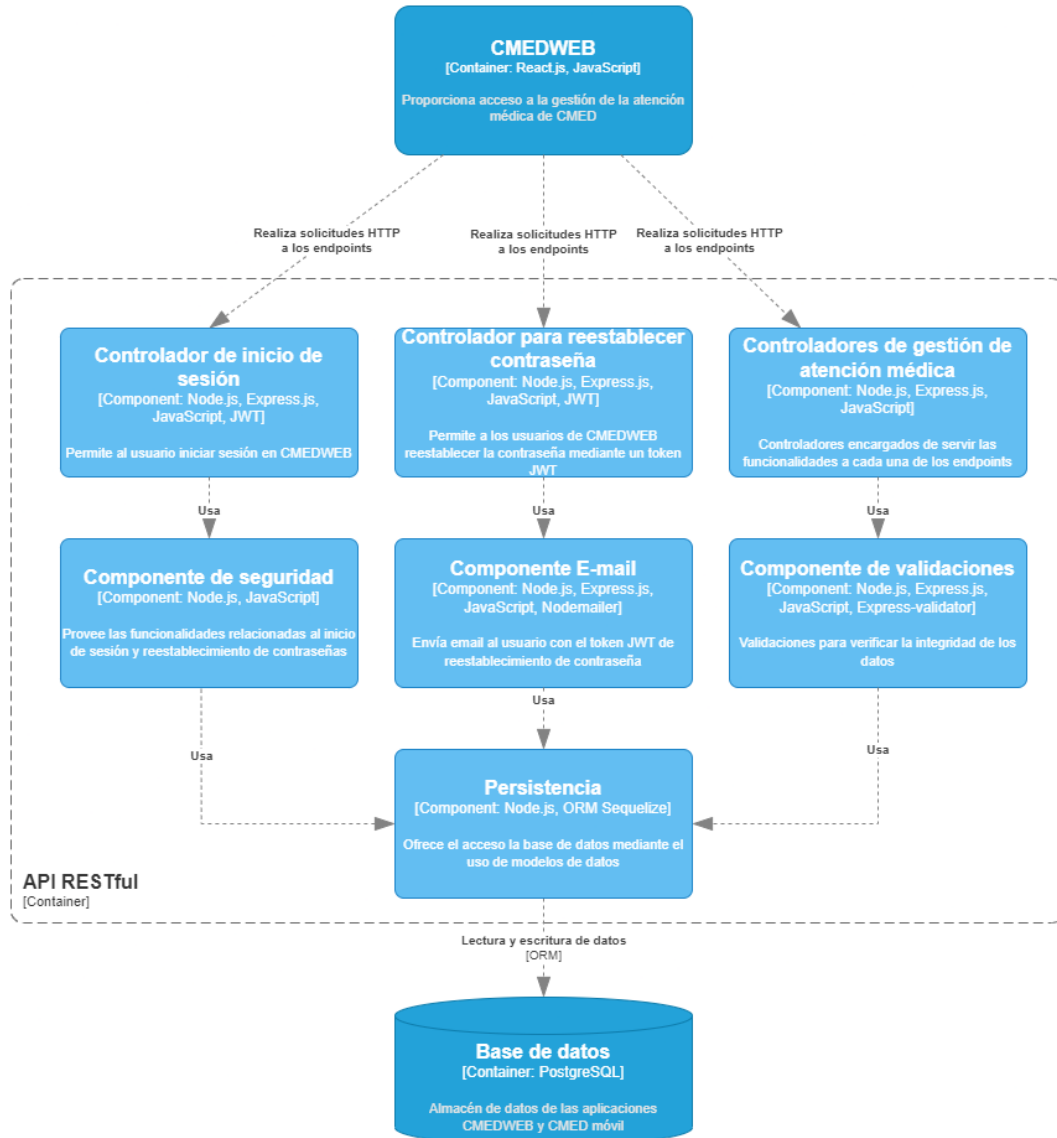 CMEDWEB
[Container: React.js, JavaScript]
Proporciona acceso a la gestión de la atención
médica de CMED
Realiza solicitudes HTTP
a los endpoints
Realiza solicitudes HTTP
a los endpoints
Realiza solicitudes HTTP
a los endpoints
Controlador de inicio de
sesión
[Component: Node.js, Express.js,
JavaScript, JWT]
Permite al usuario iniciar sesión en CMEDWEB
Controlador para reestablecer
contraseña
[Component: Node.js, Express.js,
JavaScript, JWT]
Permite a los usuarios de CMEDWEB
reestablecer la contraseña mediante un token
JWT
Controladores de gestión de
atención médica
[Component: Node.js, Express.js,
JavaScript]
Controladores encargados de servir las
funcionalidades a cada una de los endpoints
Usa
Usa
Usa
Componente de seguridad
[Component: Node.js, JavaScript]
Provee las funcionalidades relacionadas al inicio
de sesión y reestablecimiento de contraseñas
Componente E-mail
[Component: Node.js, Express.js,
JavaScript, Nodemailer]
Envía email al usuario con el token JWT de
reestablecimiento de contraseña
Componente de validaciones
[Component: Node.js, Express.js,
JavaScript, Express-validator]
Validaciones para verificar la integridad de los
datos
Usa
Usa
Usa
Persistencia
[Component: Node.js, ORM Sequelize]
Ofrece el acceso la base de datos mediante el
uso de modelos de datos
API RESTful
[Container]
Lectura y escritura de datos
[ORM]
Base de datos
[Container: PostgreSQL]
Almacén de datos de las aplicaciones
CMEDWEB y CMED móvil